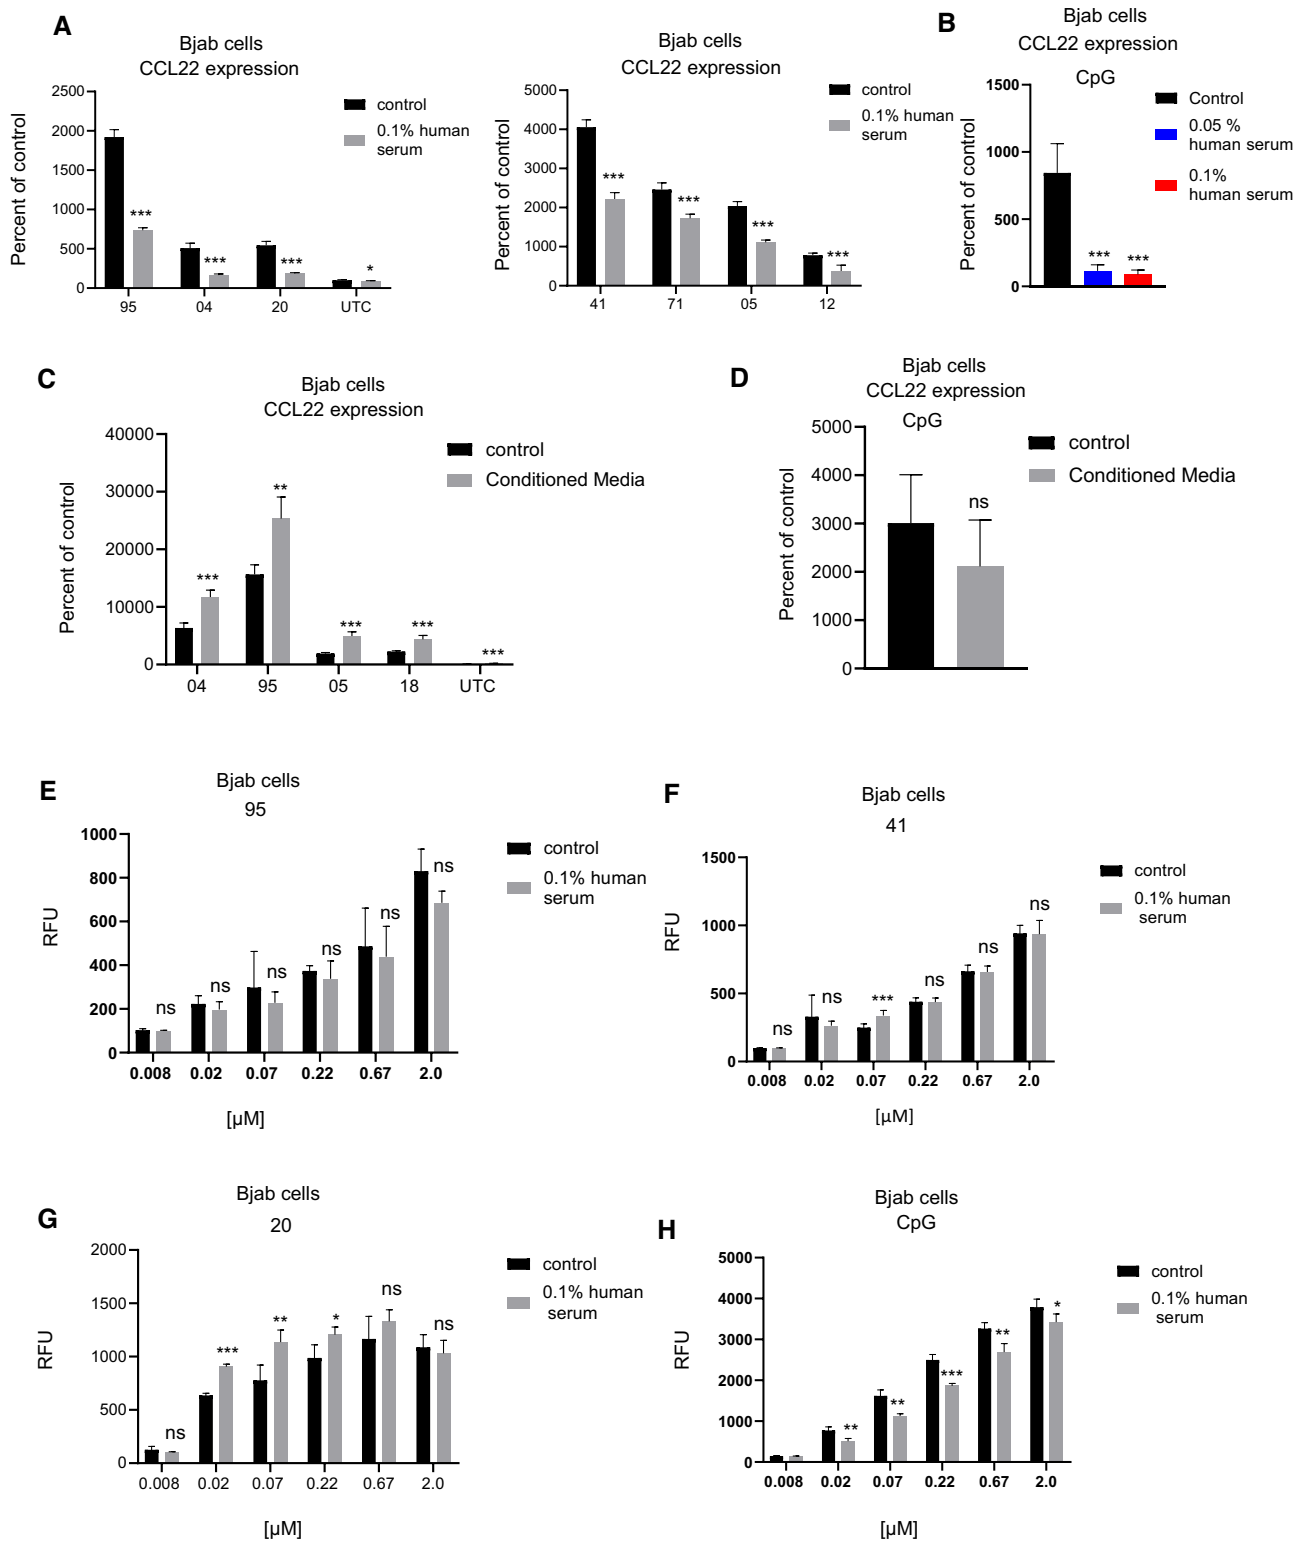 A
Bjab cells
CCL22 expression
Percent of control
2500
2000
1500
1000
500
0
***
***
***
*
95
04
20
UTC
control
0.1% human
serum
Bjab cells
CCL22 expression
Percent of control
5000
4000
3000
2000
1000
0
***
***
***
***
41
71
05
12
control
0.1% human
serum
B
Bjab cells
CCL22 expression
CpG
Percent of control
1500
1000
500
0
***
***
Control
0.05 %
human serum
0.1%
human serum
C
Bjab cells
CCL22 expression
Percent of control
40000
30000
20000
10000
0
***
**
***
***
***
04
95
05
18
UTC
control
Conditioned Media
D
Bjab cells
CCL22 expression
CpG
Percent of control
5000
4000
3000
2000
1000
0
ns
control
Conditioned Media
E
Bjab cells
95
RFU
1000
800
600
400
200
0
ns
ns
ns
ns
ns
ns
0.008
0.02
0.07
0.22
0.67
2.0
[µM]
control
0.1% human
serum
F
Bjab cells
41
RFU
1500
1000
500
0
ns
ns
***
ns
ns
ns
0.008
0.02
0.07
0.22
0.67
2.0
[µM]
control
0.1% human
serum
G
Bjab cells
20
RFU
2000
1500
1000
500
0
ns
***
**
*
ns
ns
0.008
0.02
0.07
0.22
0.67
2.0
[µM]
control
0.1% human
serum
H
Bjab cells
CpG
RFU
5000
4000
3000
2000
1000
0
**
**
***
**
*
0.008
0.02
0.07
0.22
0.67
2.0
[µM]
control
0.1% human
serum